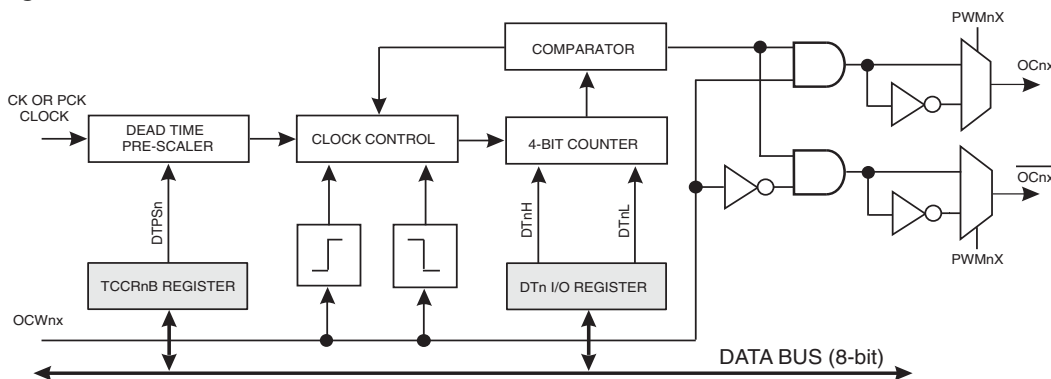 PWMnX
COMPARATOR
OCnx
CK OR PCK
CLOCK
DEAD TIME
PRE-SCALER
CLOCK CONTROL
4-BIT COUNTER
OCnx
DTPSn
DTnH
DTnL
PWMnX
TCCRnB REGISTER
DTn I/O REGISTER
OCWnx
DATA BUS (8-bit)